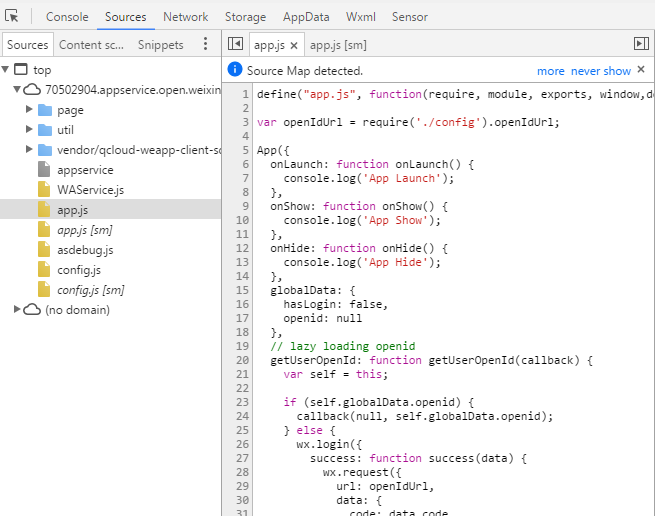 Console Sources Network Storage AppData Wxml Sensor
Sources Content sc... Snippets
app.js × app.js [sm]
Source Map detected. more never show ×
top
70502904.appservice.open.weixin
page
util
vendor/qcloud-weapp-client-sd
appservice
WAService.js
app.js
app.js [sm]
asdebug.js
config.js
config.js [sm]
(no domain)
1 define("app.js", function(require, module, exports, window,do
2
3 var openIdUrl = require('./config').openIdUrl;
4
5 App({
6 onLaunch: function onLaunch() {
7 console.log('App Launch');
8 },
9 onShow: function onShow() {
10 console.log('App Show');
11 },
12 onHide: function onHide() {
13 console.log('App Hide');
14 },
15 globalData: {
16 hasLogin: false,
17 openid: null
18 },
19 // lazy loading openid
20 getUserOpenId: function getUserOpenId(callback) {
21 var self = this;
22
23 if (self.globalData.openid) {
24 callback(null, self.globalData.openid);
25 } else {
26 wx.login({
27 success: function success(data) {
28 wx.request({
29 url: openIdUrl,
30 data: {
31 code: data.code